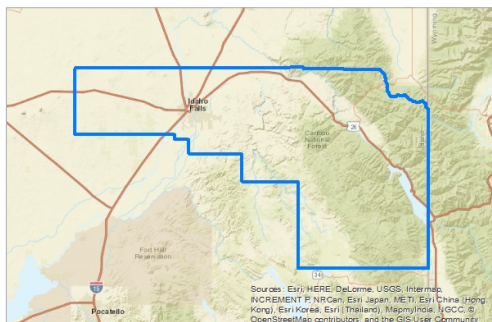 Wyoming
Idaho
Falls
26
Idaho
Caribou
National
Forest
Fort Hall
Reservation
15
Pocatello
34
Sources: Esri, HERE, DeLorme, USGS, Intermap,
INCREMENT P, NRCan, Esri Japan, METI, Esri China (Hong
Kong), Esri Korea, Esri (Thailand), MapmyIndia, NGCC, ©
OpenStreetMap contributors, and the GIS User Community